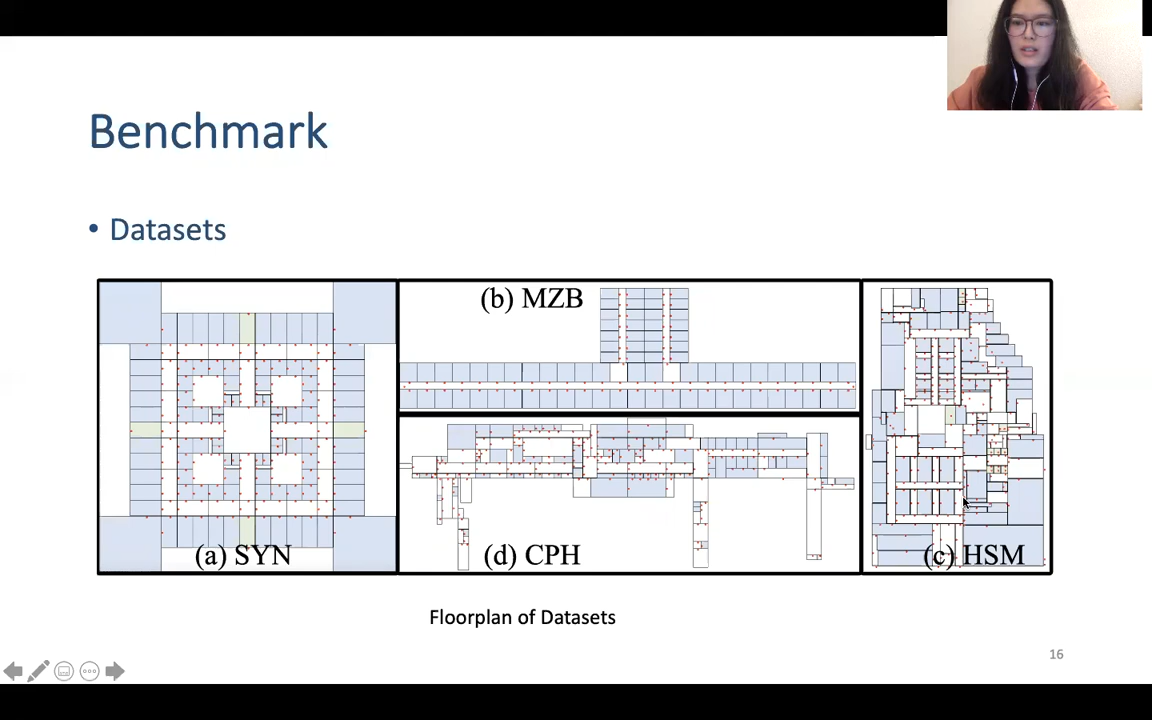 Benchmark
• Datasets
(b) MZB
(a) SYN
(d) CPH
(c) HSM
Floorplan of Datasets
16